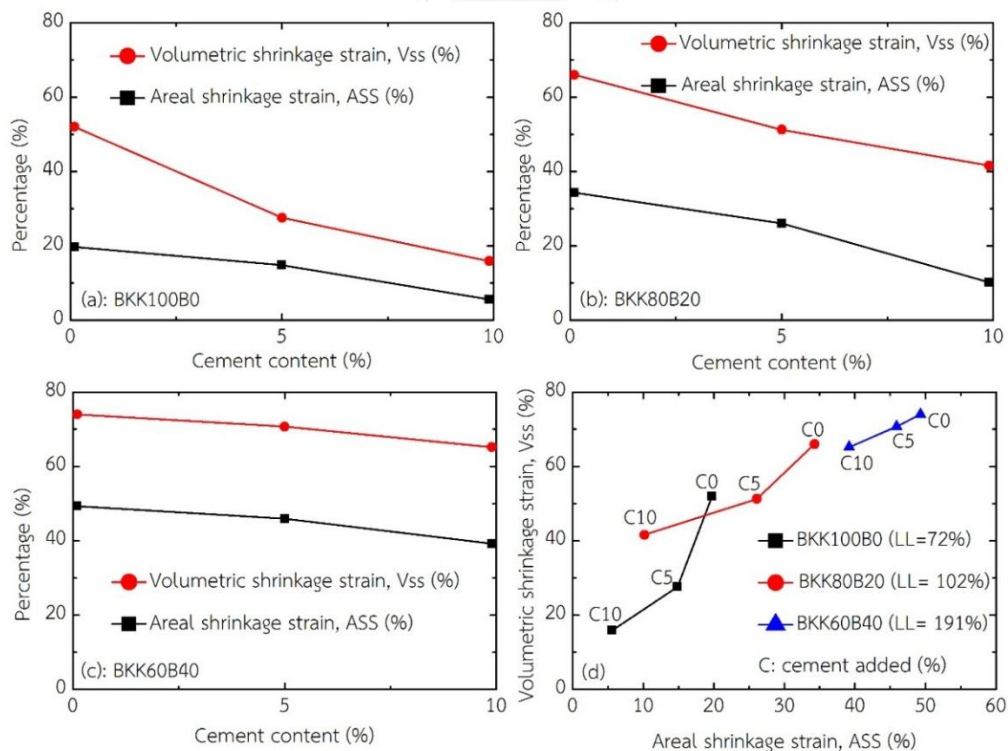 80
60
40
20
0
Percentage (%)
Volumetric shrinkage strain, Vss (%)
Areal shrinkage strain, ASS (%)
(a): BKK100B0
0 5 10
Cement content (%)
80
60
40
20
0
Percentage (%)
Volumetric shrinkage strain, Vss (%)
Areal shrinkage strain, ASS (%)
(b): BKK80B20
0 5 10
Cement content (%)
80
60
40
20
0
Percentage (%)
Volumetric shrinkage strain, Vss (%)
Areal shrinkage strain, ASS (%)
(c): BKK60B40
0 5 10
Cement content (%)
80
60
40
20
0
Volumetric shrinkage strain, Vss (%)
C0
C5
C10
C0
C5
C10
C0
C5
C10
BKK100B0 (LL=72%)
BKK80B20 (LL= 102%)
BKK60B40 (LL= 191%)
C: cement added (%)
(d)
0 10 20 30 40 50 60
Areal shrinkage strain, ASS (%)